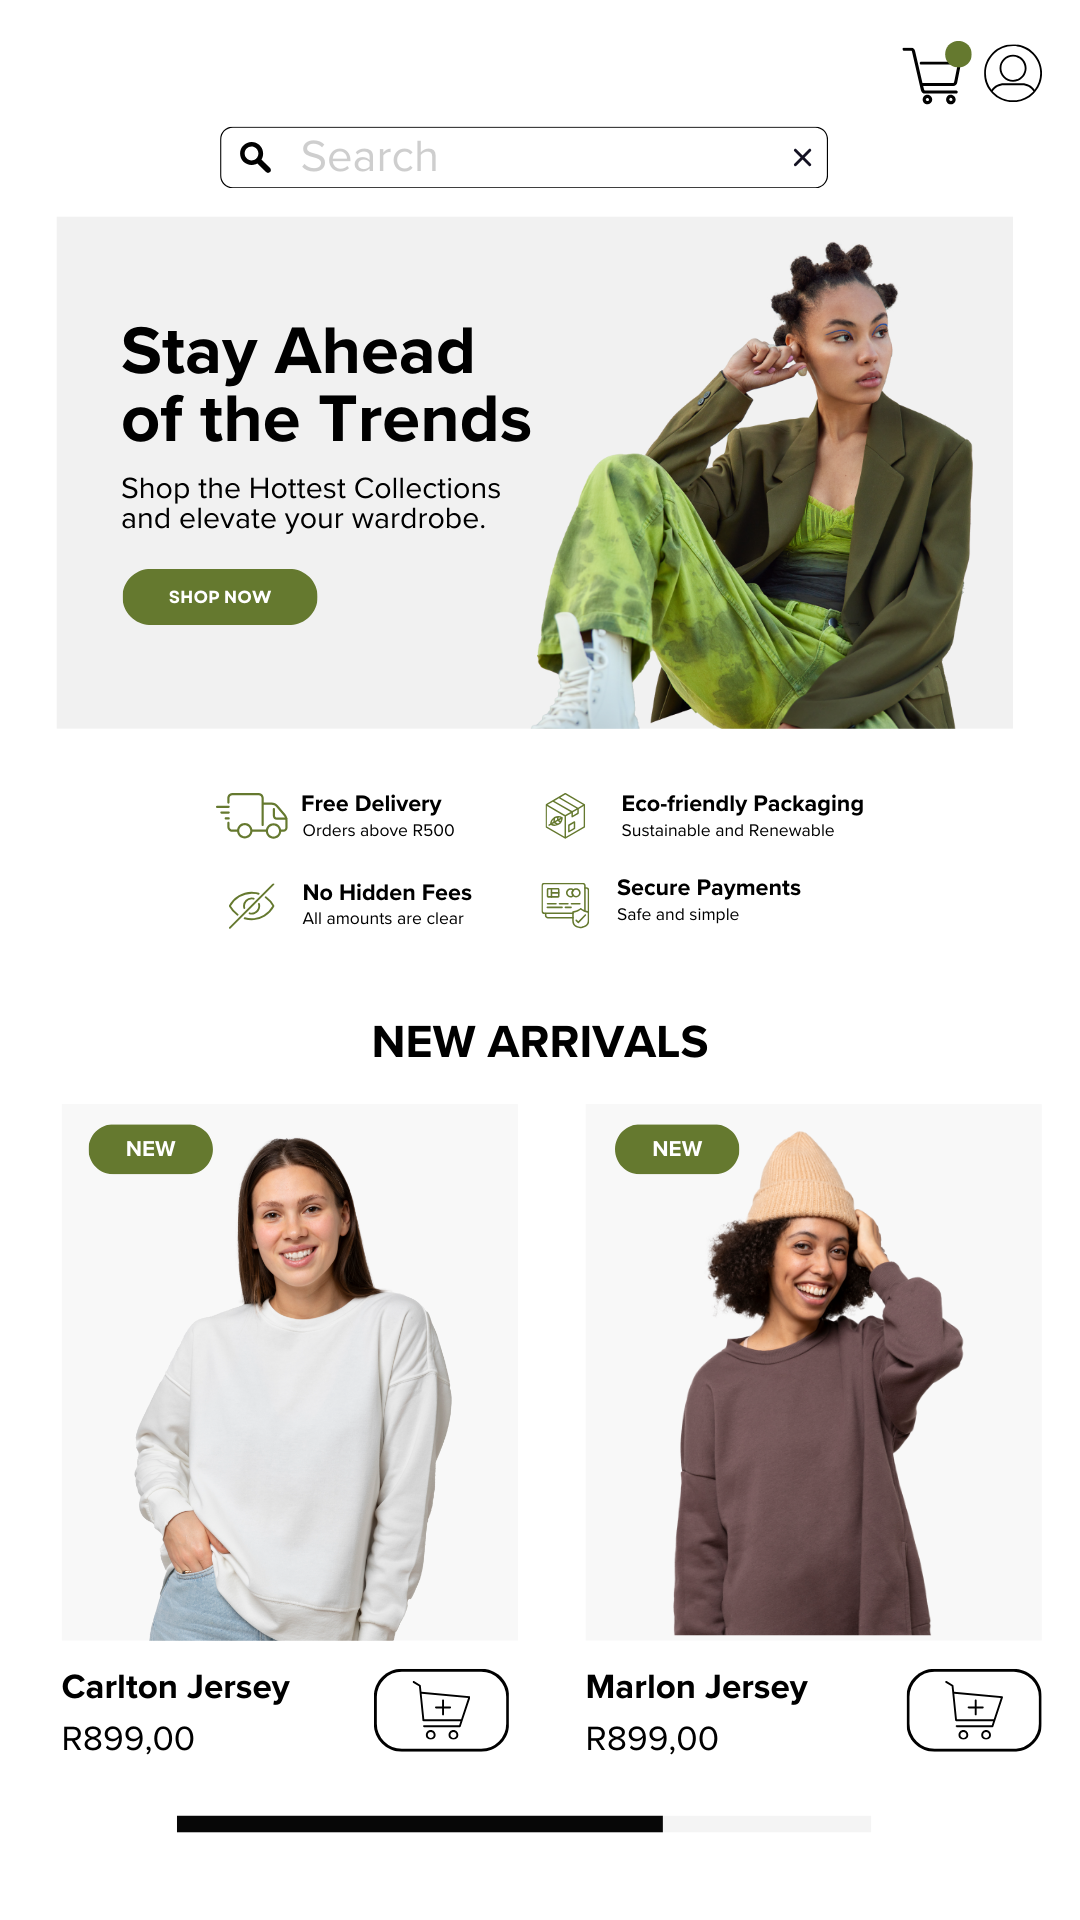 Search
Stay Ahead
of the Trends
Shop the Hottest Collections
and elevate your wardrobe.
SHOP NOW
Free Delivery
Orders above R500
Eco-friendly Packaging
Sustainable and Renewable
No Hidden Fees
All amounts are clear
Secure Payments
Safe and simple
NEW ARRIVALS
NEW
NEW
Carlton Jersey
R899,00
Marlon Jersey
R899,00